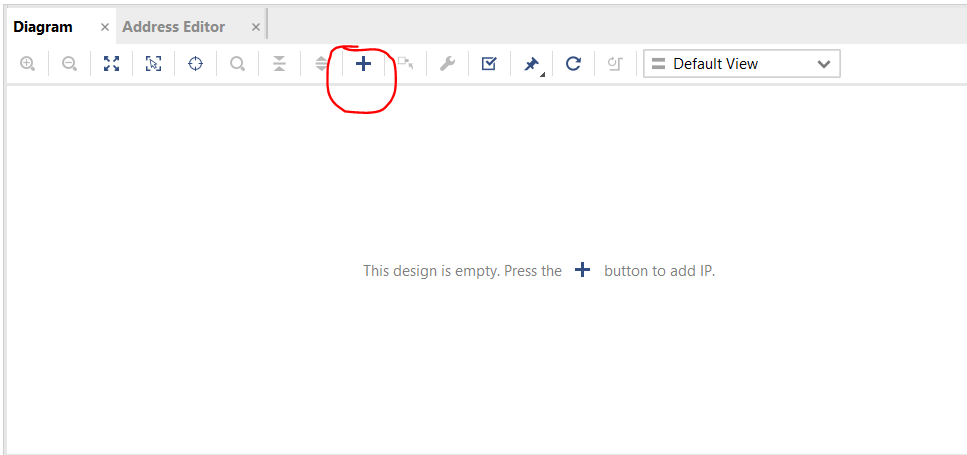 Diagram Address Editor
Default View
This design is empty. Press the + button to add IP.